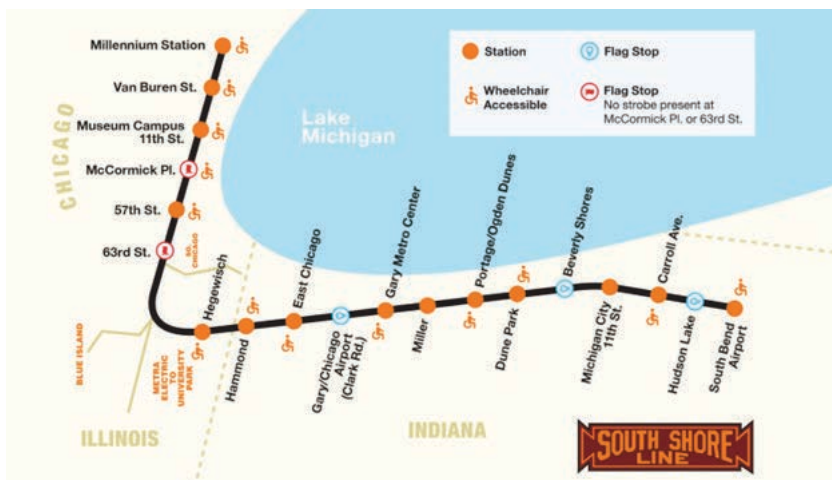 Millennium Station
Van Buren St.
Museum Campus
11th St.
McCormick Pl.
57th St.
63rd St.
CHICAGO
Lake
Michigan
Station
Flag Stop
Wheelchair
Accessible
Flag Stop
No strobe present at
McCormick Pl. or 63rd St.
SO.
CHICAGO
BLUE ISLAND
METRA
ELECTRIC
TO
UNIVERSITY
PARK
Hegewisch
Hammond
East Chicago
Gary/Chicago
Airport
(Clark Rd.)
Gary Metro Center
Miller
Portage/Ogden Dunes
Dune Park
Beverly Shores
Michigan City
11th St.
Carroll Ave.
Hudson Lake
South Bend
Airport
ILLINOIS
INDIANA
SOUTH SHORE
LINE